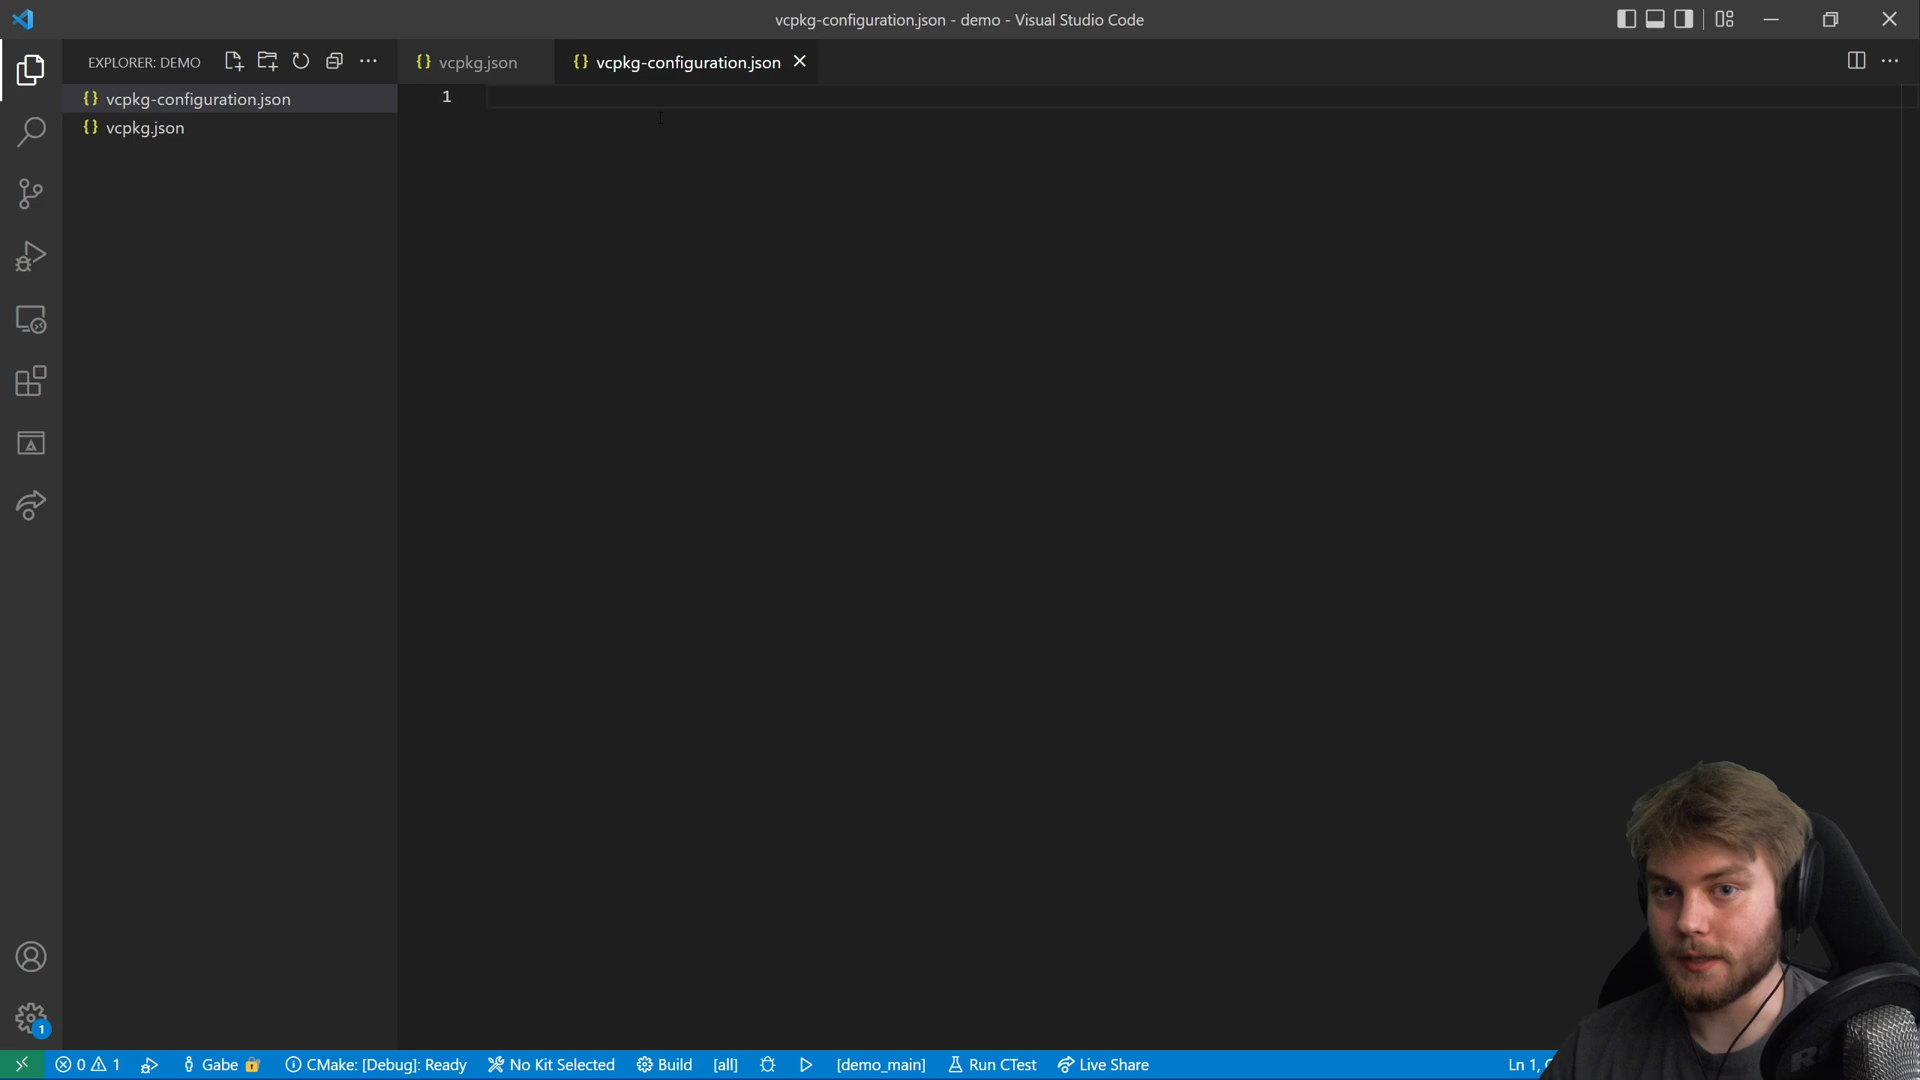 vcpkg-configuration.json - demo - Visual Studio Code
EXPLORER: DEMO
vcpkg-configuration.json
vcpkg.json
vcpkg.json
vcpkg-configuration.json
1
1
0 1
Gabe
CMake: [Debug]: Ready
No Kit Selected
Build
[all]
[demo_main]
Run CTest
Live Share
Ln 1,